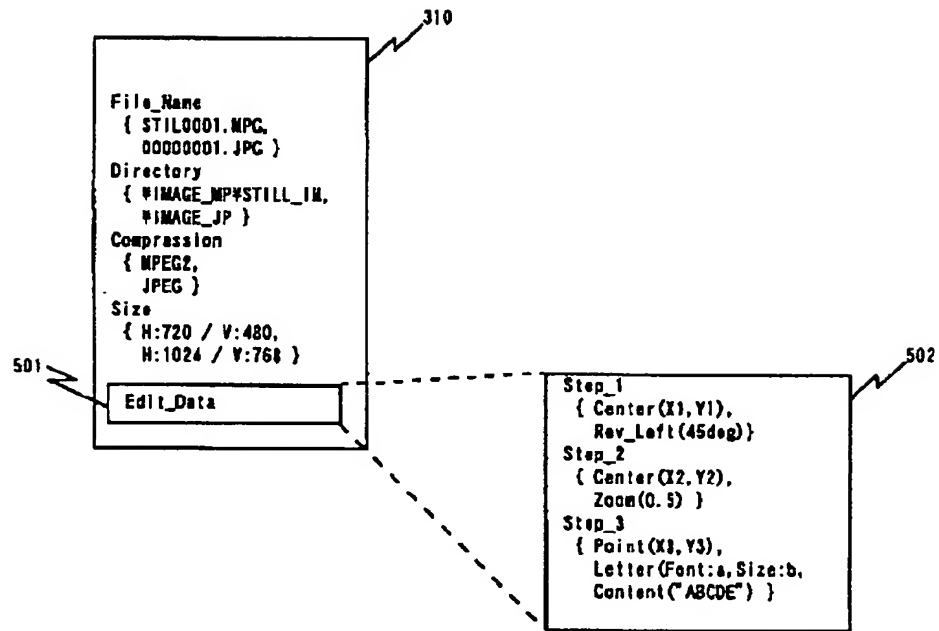 310
File_Name
{ STIL0001.MPG,
00000001.JPG }
Directory
{ ¥IMAGE_MP¥STILL_IM,
¥IMAGE_JP }
Compression
{ MPEG2,
JPEG }
Size
{ H:720 / V:480,
H:1024 / V:768 }
501
Edit_Data
502
Step_1
{ Center(X1,Y1),
Rev_Left(45deg)}
Step_2
{ Center(X2,Y2),
Zoom(0.5) }
Step_3
{ Point(X3,Y3),
Letter(Font:a,Size:b,
Content("ABCDE") }